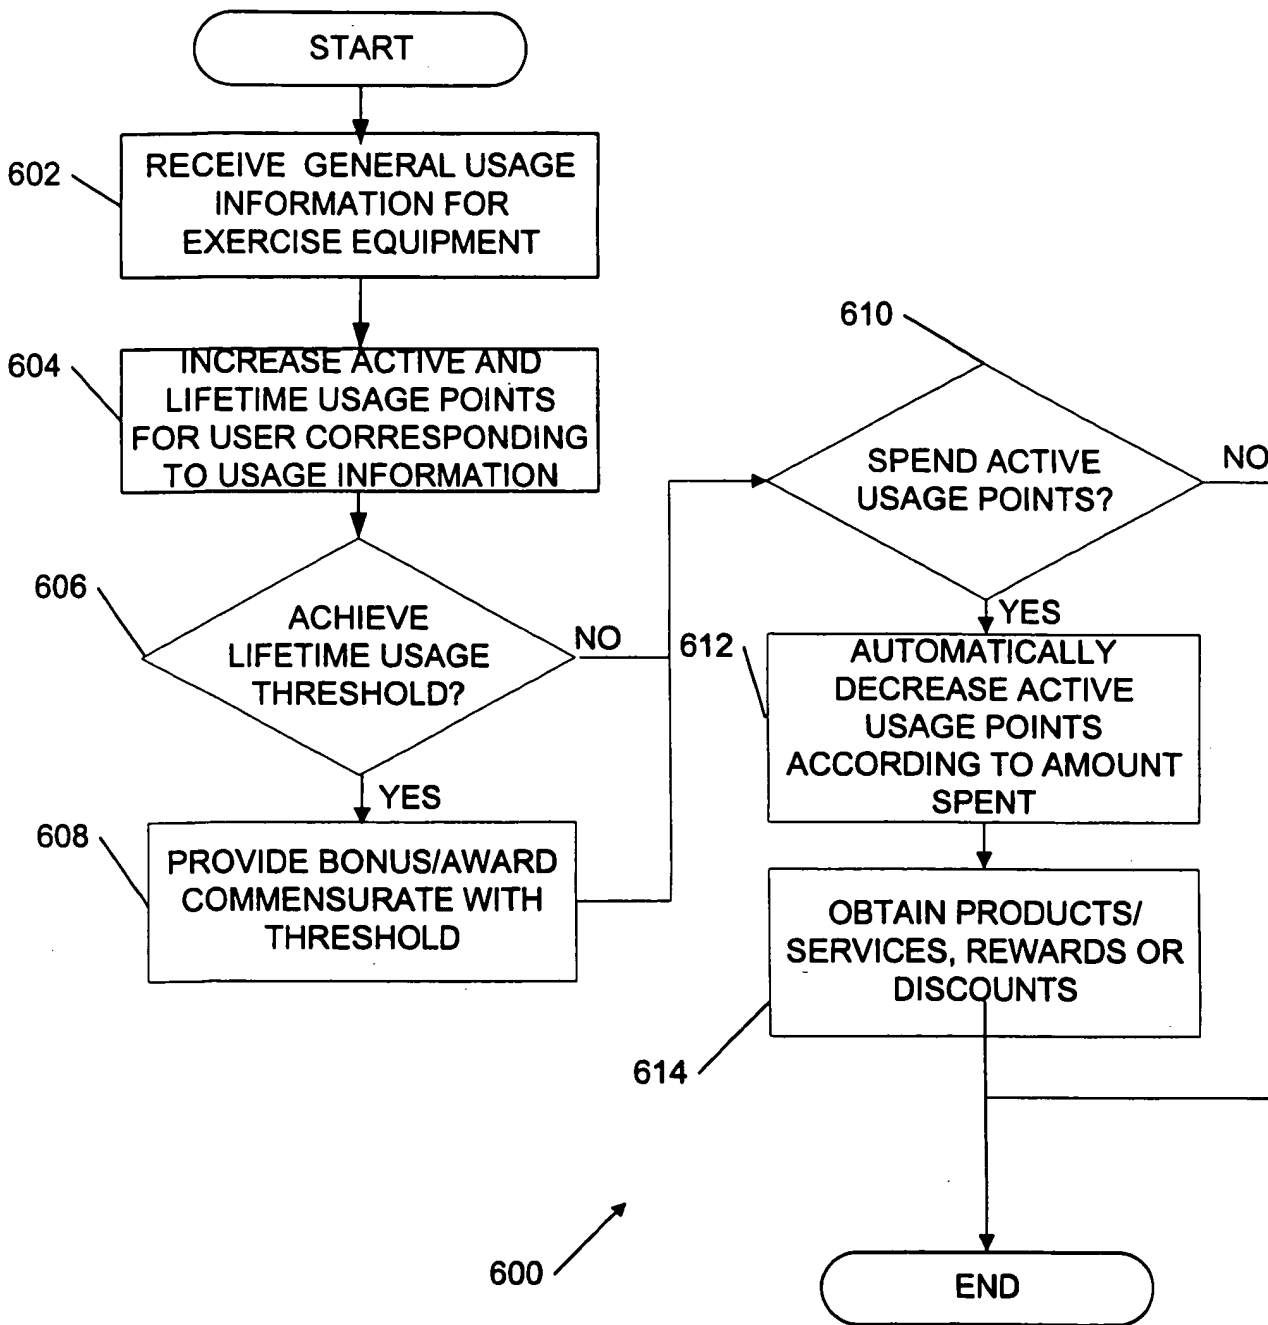 START
602
RECEIVE GENERAL USAGE
INFORMATION FOR
EXERCISE EQUIPMENT
604
INCREASE ACTIVE AND
LIFETIME USAGE POINTS
FOR USER CORRESPONDING
TO USAGE INFORMATION
606
ACHIEVE
LIFETIME USAGE
THRESHOLD?
NO
YES
608
PROVIDE BONUS/AWARD
COMMENSURATE WITH
THRESHOLD
610
SPEND ACTIVE
USAGE POINTS?
NO
YES
612
AUTOMATICALLY
DECREASE ACTIVE
USAGE POINTS
ACCORDING TO AMOUNT
SPENT
OBTAIN PRODUCTS/
SERVICES, REWARDS OR
DISCOUNTS
614
600
END